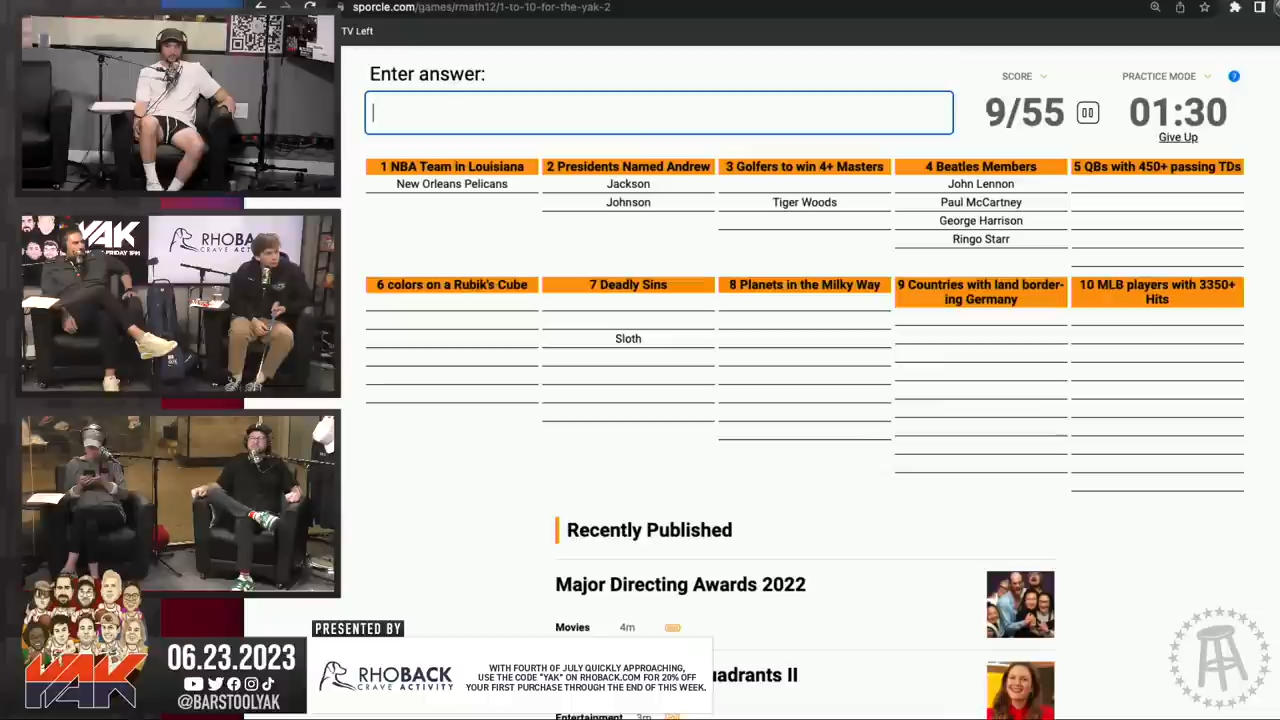 sporcle.com/games/rmath12/1-to-10-for-the-yak-2
TV Left
Enter answer:
SCORE
PRACTICE MODE
?
9/55
01:30
Give Up
1 NBA Team in Louisiana
New Orleans Pelicans
2 Presidents Named Andrew
Jackson
Johnson
3 Golfers to win 4+ Masters
Tiger Woods
4 Beatles Members
John Lennon
Paul McCartney
George Harrison
Ringo Starr
5 QBs with 450+ passing TDs
6 colors on a Rubik's Cube
7 Deadly Sins
Sloth
8 Planets in the Milky Way
9 Countries with land border-
ing Germany
10 MLB players with 3350+
Hits
Recently Published
Major Directing Awards 2022
Movies 4m
uadrants II
Entertainment 3m
YAK
FRIDAY 1PM
RHOBACK
CRAVE
YAK
06.23.2023
@BARSTOOLYAK
PRESENTED BY
RHOBACK
CRAVE ACTIVITY
WITH FOURTH OF JULY QUICKLY APPROACHING,
USE THE CODE "YAK" ON RHOBACK.COM FOR 20% OFF
YOUR FIRST PURCHASE THROUGH THE END OF THIS WEEK.